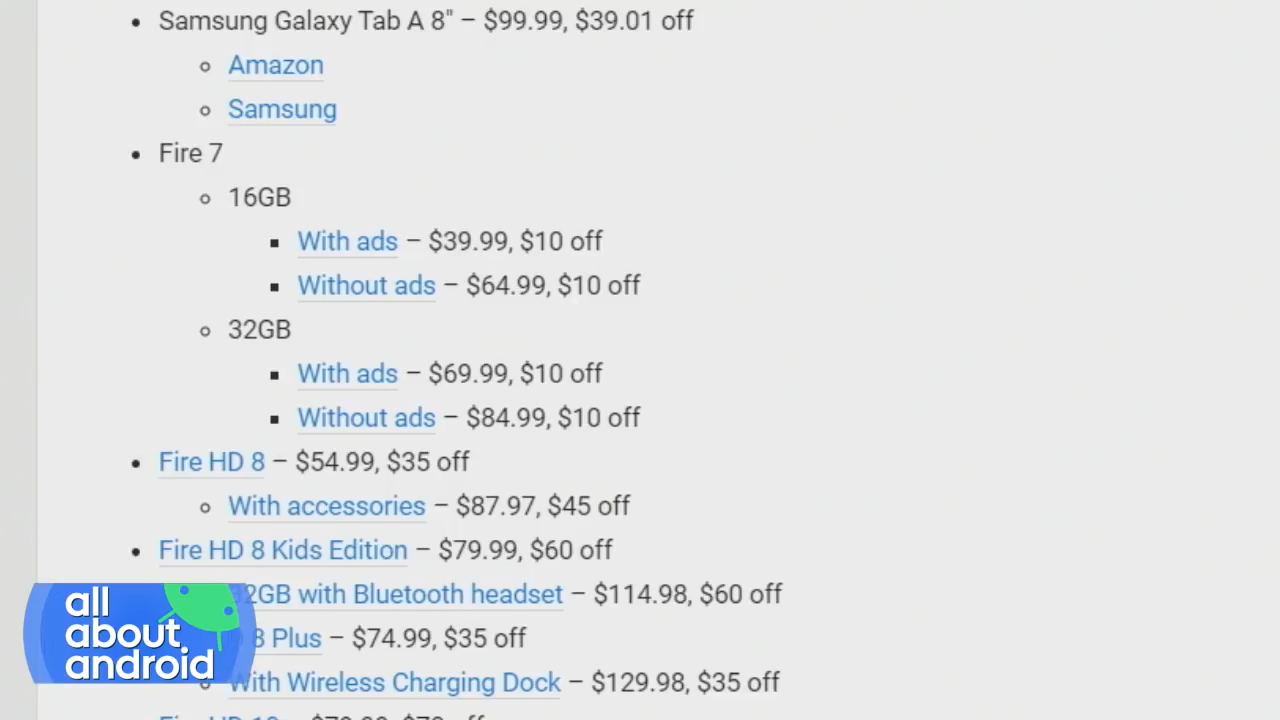 Samsung Galaxy Tab A 8" – $99.99, $39.01 off
Amazon
Samsung
Fire 7
16GB
With ads – $39.99, $10 off
Without ads – $64.99, $10 off
32GB
With ads – $69.99, $10 off
Without ads – $84.99, $10 off
Fire HD 8 – $54.99, $35 off
With accessories – $87.97, $45 off
Fire HD 8 Kids Edition – $79.99, $60 off
32GB with Bluetooth headset – $114.98, $60 off
8 Plus – $74.99, $35 off
With Wireless Charging Dock – $129.98, $35 off
all
about
android